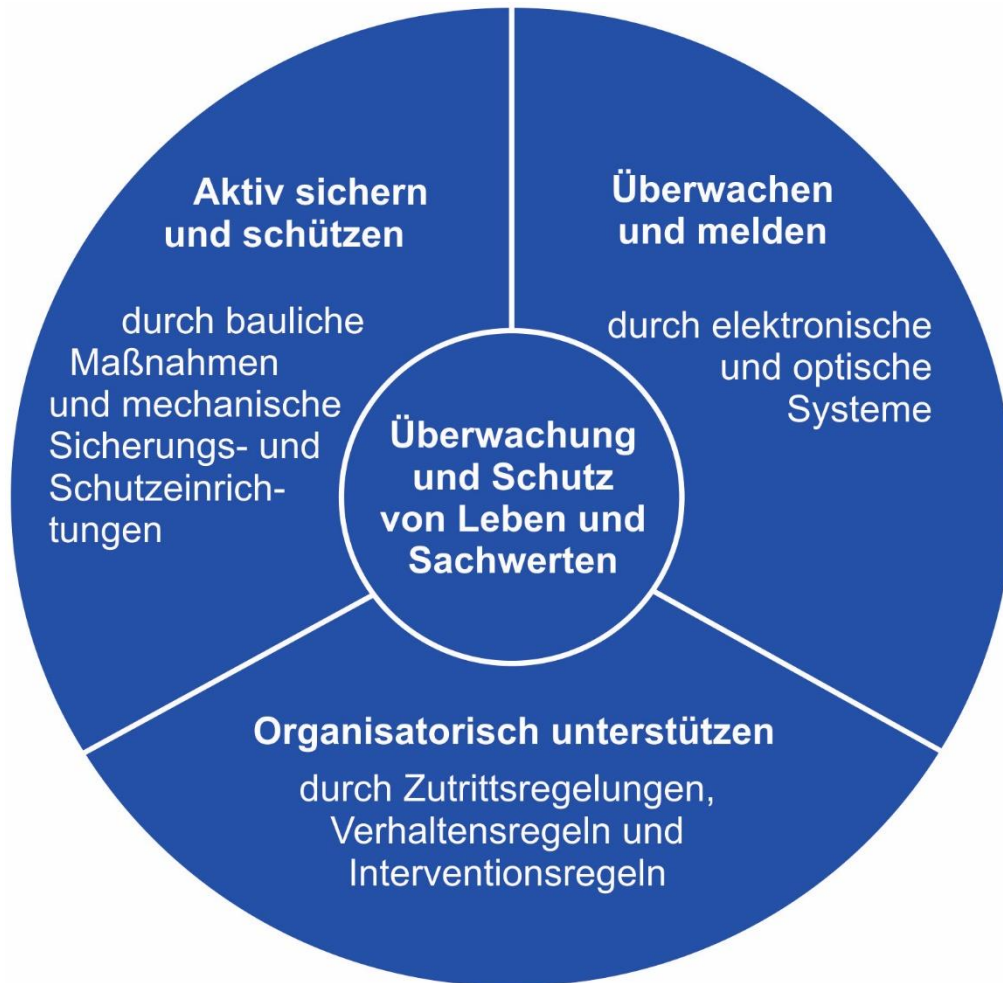 Aktiv sichern
und schützen
durch bauliche
Maßnahmen
und mechanische
Sicherungs- und
Schutzeinrich-
tungen
Überwachen
und melden
durch elektronische
und optische
Systeme
Überwachung
und Schutz
von Leben und
Sachwerten
Organisatorisch unterstützen
durch Zutrittsregelungen,
Verhaltensregeln und
Interventionsregeln